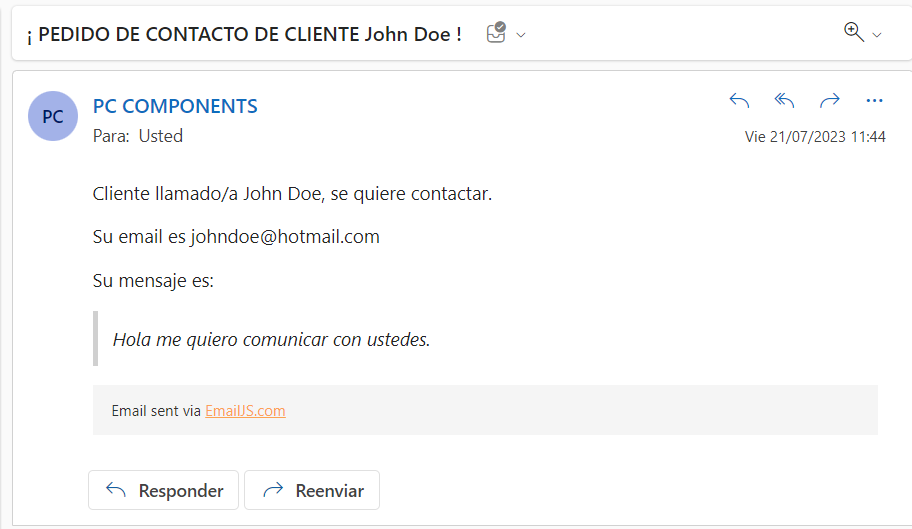 ¡ PEDIDO DE CONTACTO DE CLIENTE John Doe !
PC
PC COMPONENTS
Para: Usted
Vie 21/07/2023 11:44
Cliente llamado/a John Doe, se quiere contactar.
Su email es johndoe@hotmail.com
Su mensaje es:
Hola me quiero comunicar con ustedes.
Email sent via EmailJS.com
Responder
Reenviar